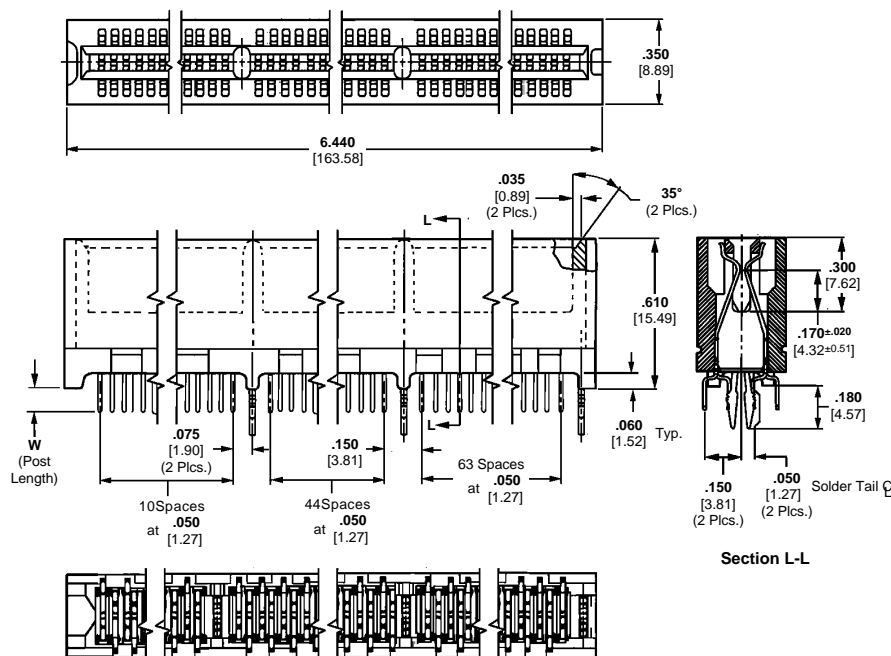 .350
[8.89]
6.440
[163.58]
.035
[0.89]
(2 Plcs.)
35°
(2 Plcs.)
L
.300
[7.62]
.610
[15.49]
.170±.020
[4.32±0.51]
W
(Post
Length)
.075
[1.90]
(2 Plcs.)
.150
[3.81]
L
63 Spaces
at .050
[1.27]
.060
[1.52]
Typ.
.180
[4.57]
10Spaces
at .050
[1.27]
44Spaces
at .050
[1.27]
.150
[3.81]
(2 Plcs.)
.050
[1.27]
(2 Plcs.)
Solder Tail ℄
Section L-L